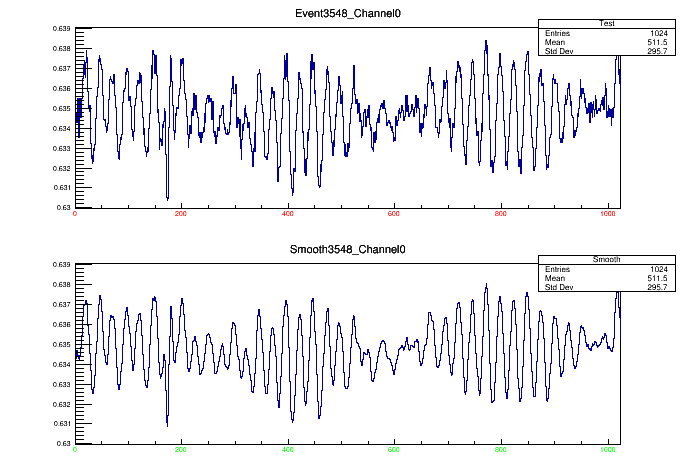 Event3548_Channel0
Test
Entries 1024
Mean 511.5
Std Dev 295.7
0.639
0.638
0.637
0.636
0.635
0.634
0.633
0.632
0.631
0.63
0 200 400 600 800 1000
Smooth3548_Channel0
Smooth
Entries 1024
Mean 511.5
Std Dev 295.7
0.639
0.638
0.637
0.636
0.635
0.634
0.633
0.632
0.631
0.63
0 200 400 600 800 1000